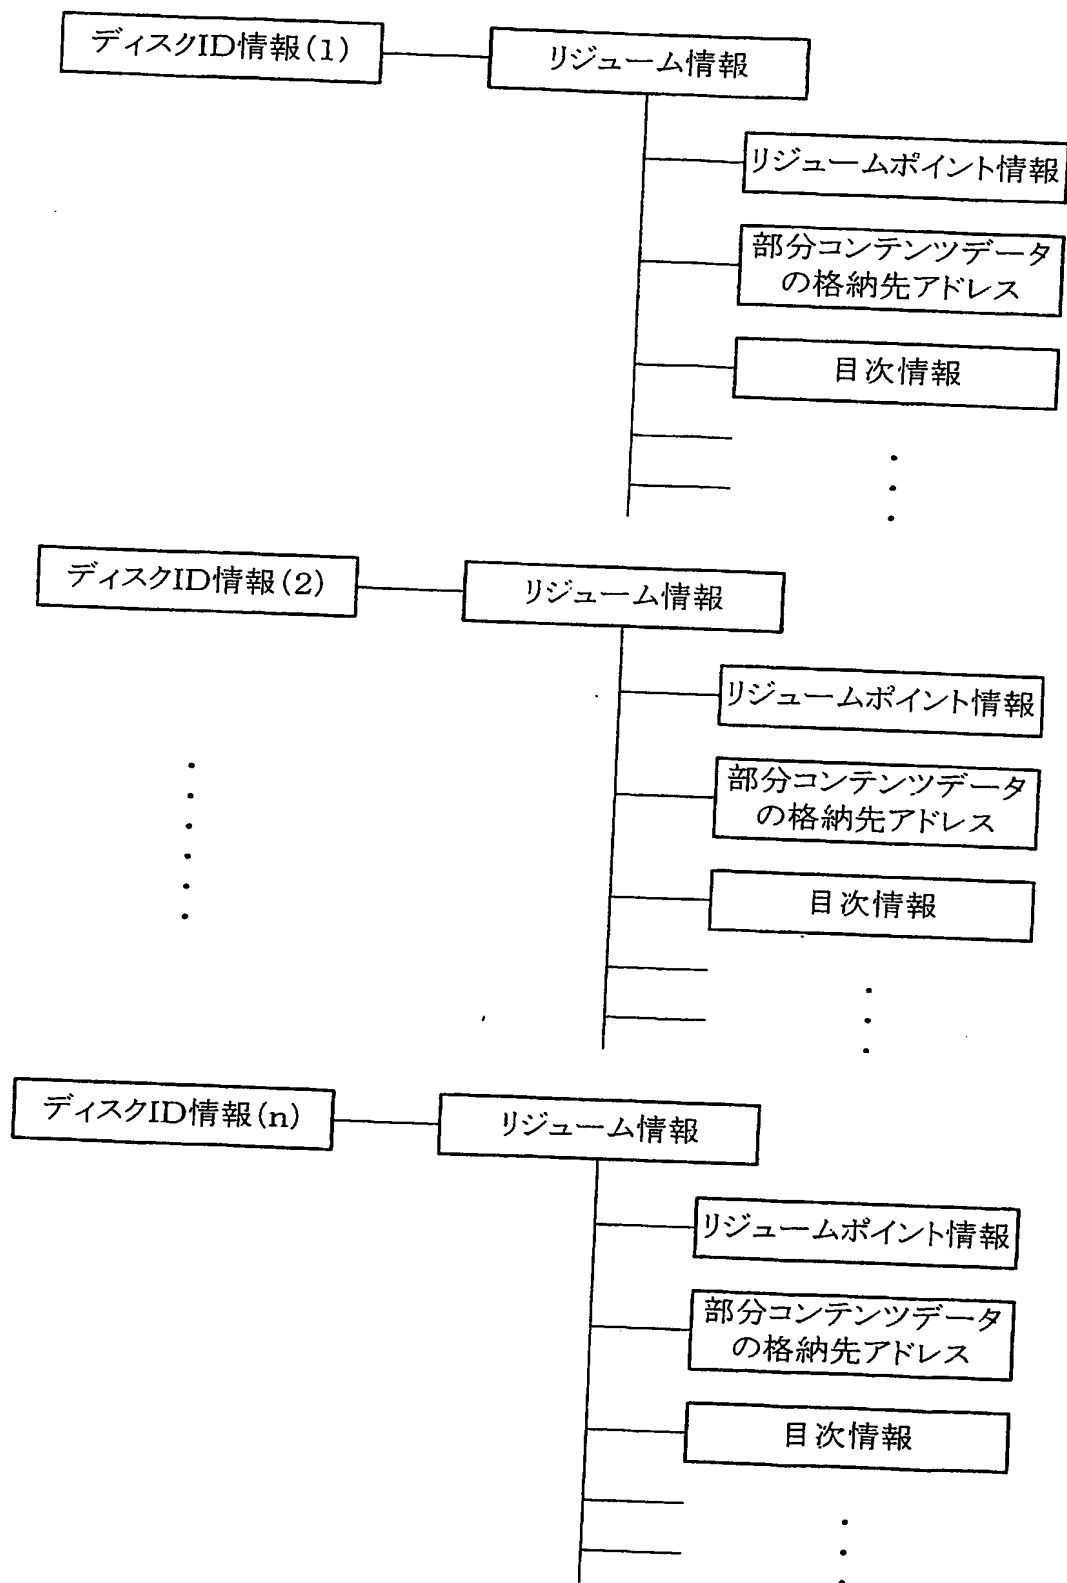 ディスクID情報(1)
リジューム情報
リジュームポイント情報
部分コンテンツデータ
の格納先アドレス
目次情報
ディスクID情報(2)
リジューム情報
リジュームポイント情報
部分コンテンツデータ
の格納先アドレス
目次情報
ディスクID情報(n)
リジューム情報
リジュームポイント情報
部分コンテンツデータ
の格納先アドレス
目次情報